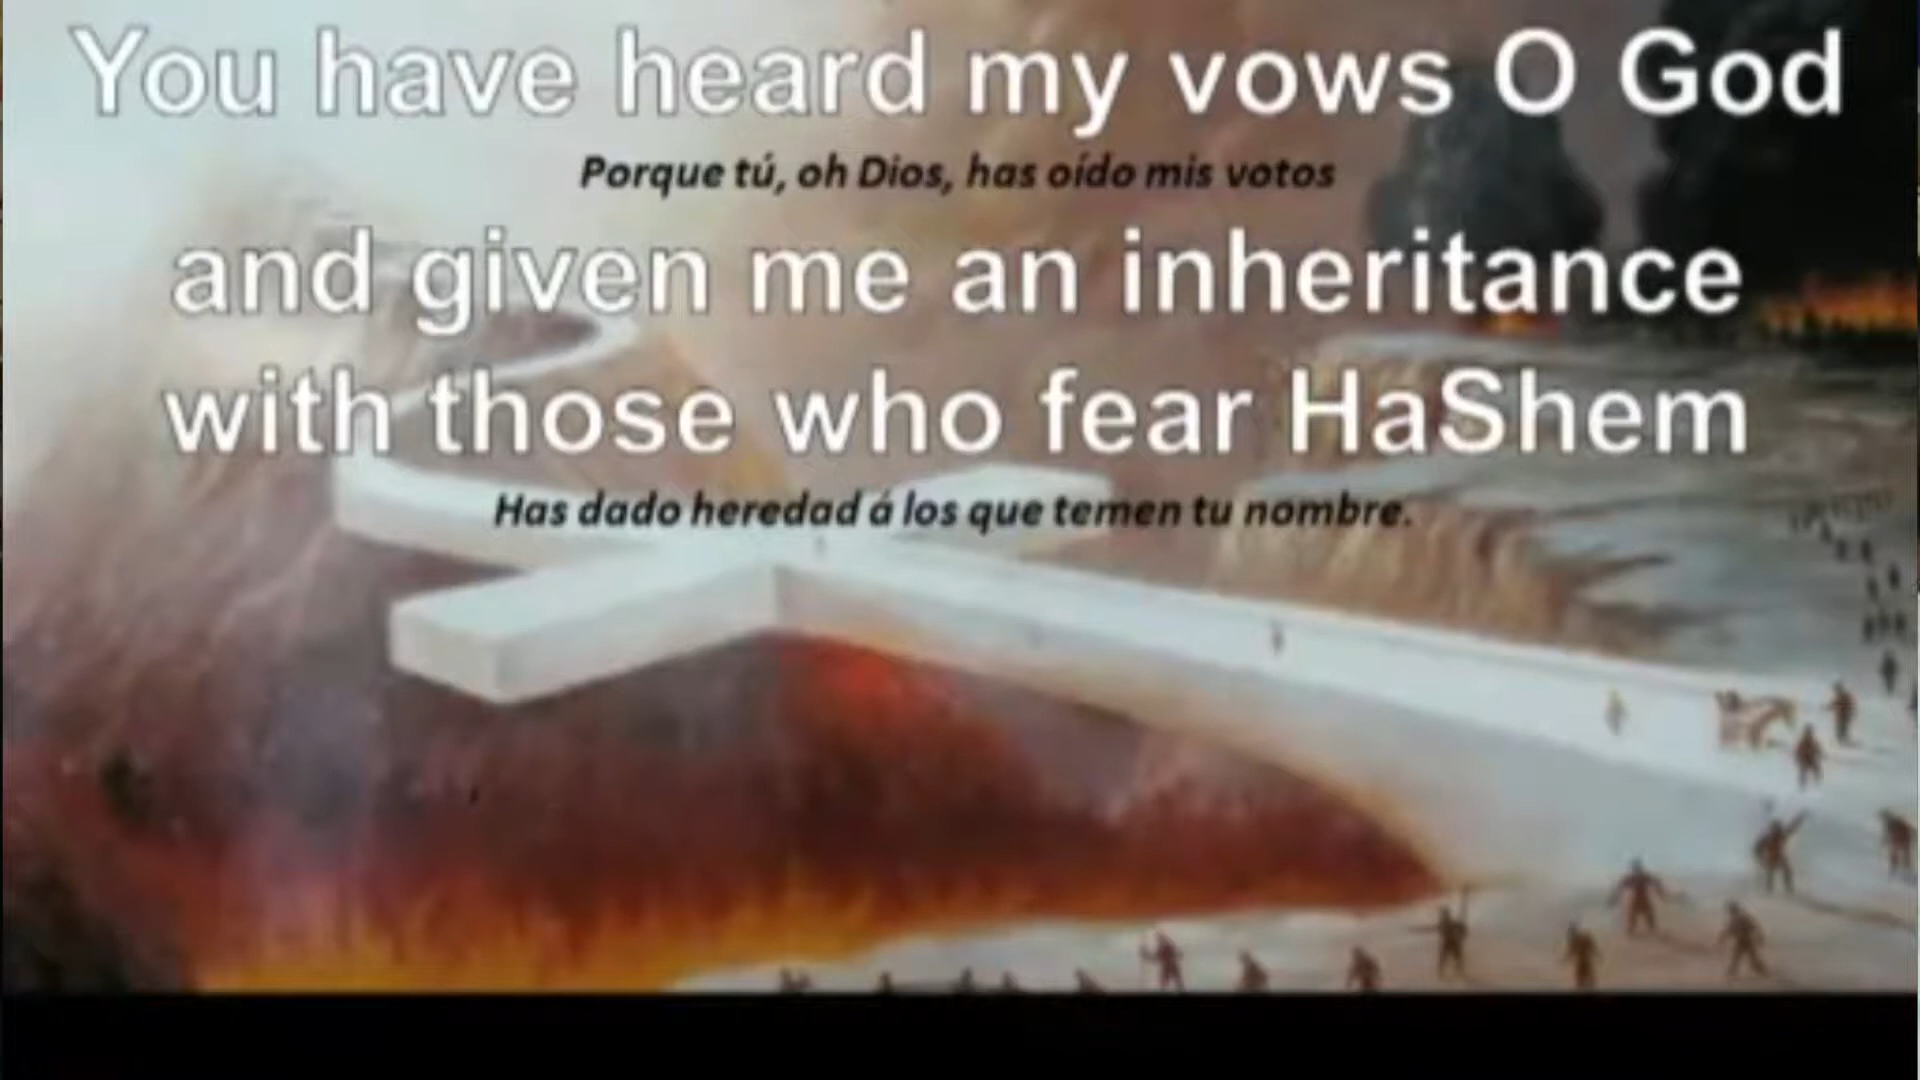 You have heard my vows O God
Porque tú, oh Dios, has oído mis votos
and given me an inheritance
with those who fear HaShem
Has dado heredad á los que temen tu nombre.